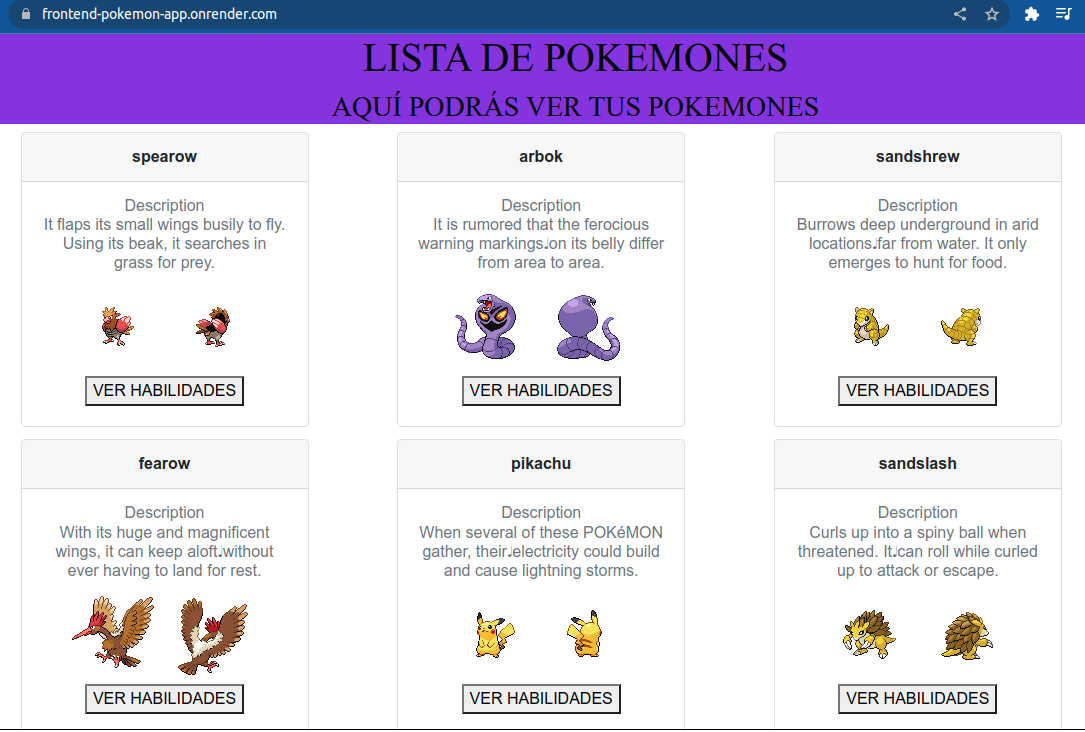 frontend-pokemon-app.onrender.com
LISTA DE POKEMONES
AQUÍ PODRÁS VER TUS POKEMONES
spearow
Description
It flaps its small wings busily to fly.
Using its beak, it searches in
grass for prey.
VER HABILIDADES
arbok
Description
It is rumored that the ferocious
warning markings.on its belly differ
from area to area.
VER HABILIDADES
sandshrew
Description
Burrows deep underground in arid
locations.far from water. It only
emerges to hunt for food.
VER HABILIDADES
fearow
Description
With its huge and magnificent
wings, it can keep aloft.without
ever having to land for rest.
VER HABILIDADES
pikachu
Description
When several of these POKéMON
gather, their.electricity could build
and cause lightning storms.
VER HABILIDADES
sandslash
Description
Curls up into a spiny ball when
threatened. It.can roll while curled
up to attack or escape.
VER HABILIDADES